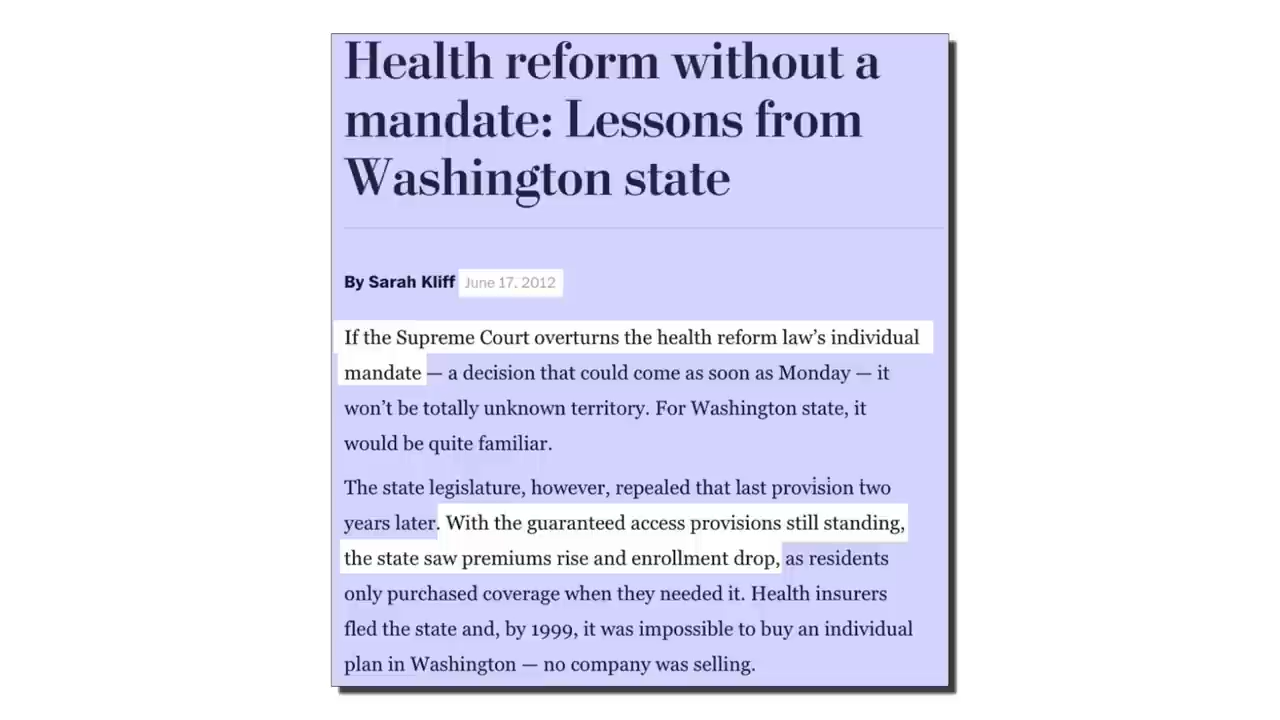 Health reform without a
mandate: Lessons from
Washington state
By Sarah Kliff June 17, 2012
If the Supreme Court overturns the health reform law’s individual
mandate — a decision that could come as soon as Monday — it
won’t be totally unknown territory. For Washington state, it
would be quite familiar.
The state legislature, however, repealed that last provision two
years later. With the guaranteed access provisions still standing,
the state saw premiums rise and enrollment drop, as residents
only purchased coverage when they needed it. Health insurers
fled the state and, by 1999, it was impossible to buy an individual
plan in Washington — no company was selling.